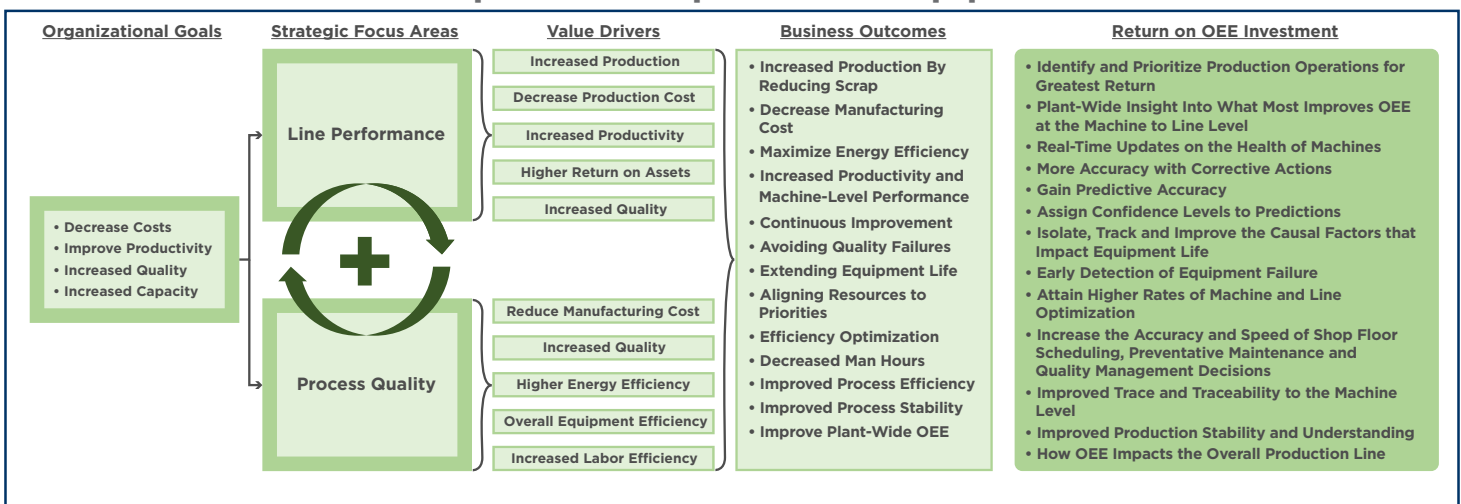 Organizational Goals
Strategic Focus Areas
Value Drivers
Business Outcomes
Return on OEE Investment
• Decrease Costs
• Improve Productivity
• Increased Quality
• Increased Capacity
Line Performance
Process Quality
Increased Production
Decrease Production Cost
Increased Productivity
Higher Return on Assets
Increased Quality
Reduce Manufacturing Cost
Increased Quality
Higher Energy Efficiency
Overall Equipment Efficiency
Increased Labor Efficiency
• Increased Production By
Reducing Scrap
• Decrease Manufacturing
Cost
• Maximize Energy Efficiency
• Increased Productivity and
Machine-Level Performance
• Continuous Improvement
• Avoiding Quality Failures
• Extending Equipment Life
• Aligning Resources to
Priorities
• Efficiency Optimization
• Decreased Man Hours
• Improved Process Efficiency
• Improved Process Stability
• Improve Plant-Wide OEE
• Identify and Prioritize Production Operations for
Greatest Return
• Plant-Wide Insight Into What Most Improves OEE
at the Machine to Line Level
• Real-Time Updates on the Health of Machines
• More Accuracy with Corrective Actions
• Gain Predictive Accuracy
• Assign Confidence Levels to Predictions
• Isolate, Track and Improve the Causal Factors that
Impact Equipment Life
• Early Detection of Equipment Failure
• Attain Higher Rates of Machine and Line
Optimization
• Increase the Accuracy and Speed of Shop Floor
Scheduling, Preventative Maintenance and
Quality Management Decisions
• Improved Trace and Traceability to the Machine
Level
• Improved Production Stability and Understanding
• How OEE Impacts the Overall Production Line